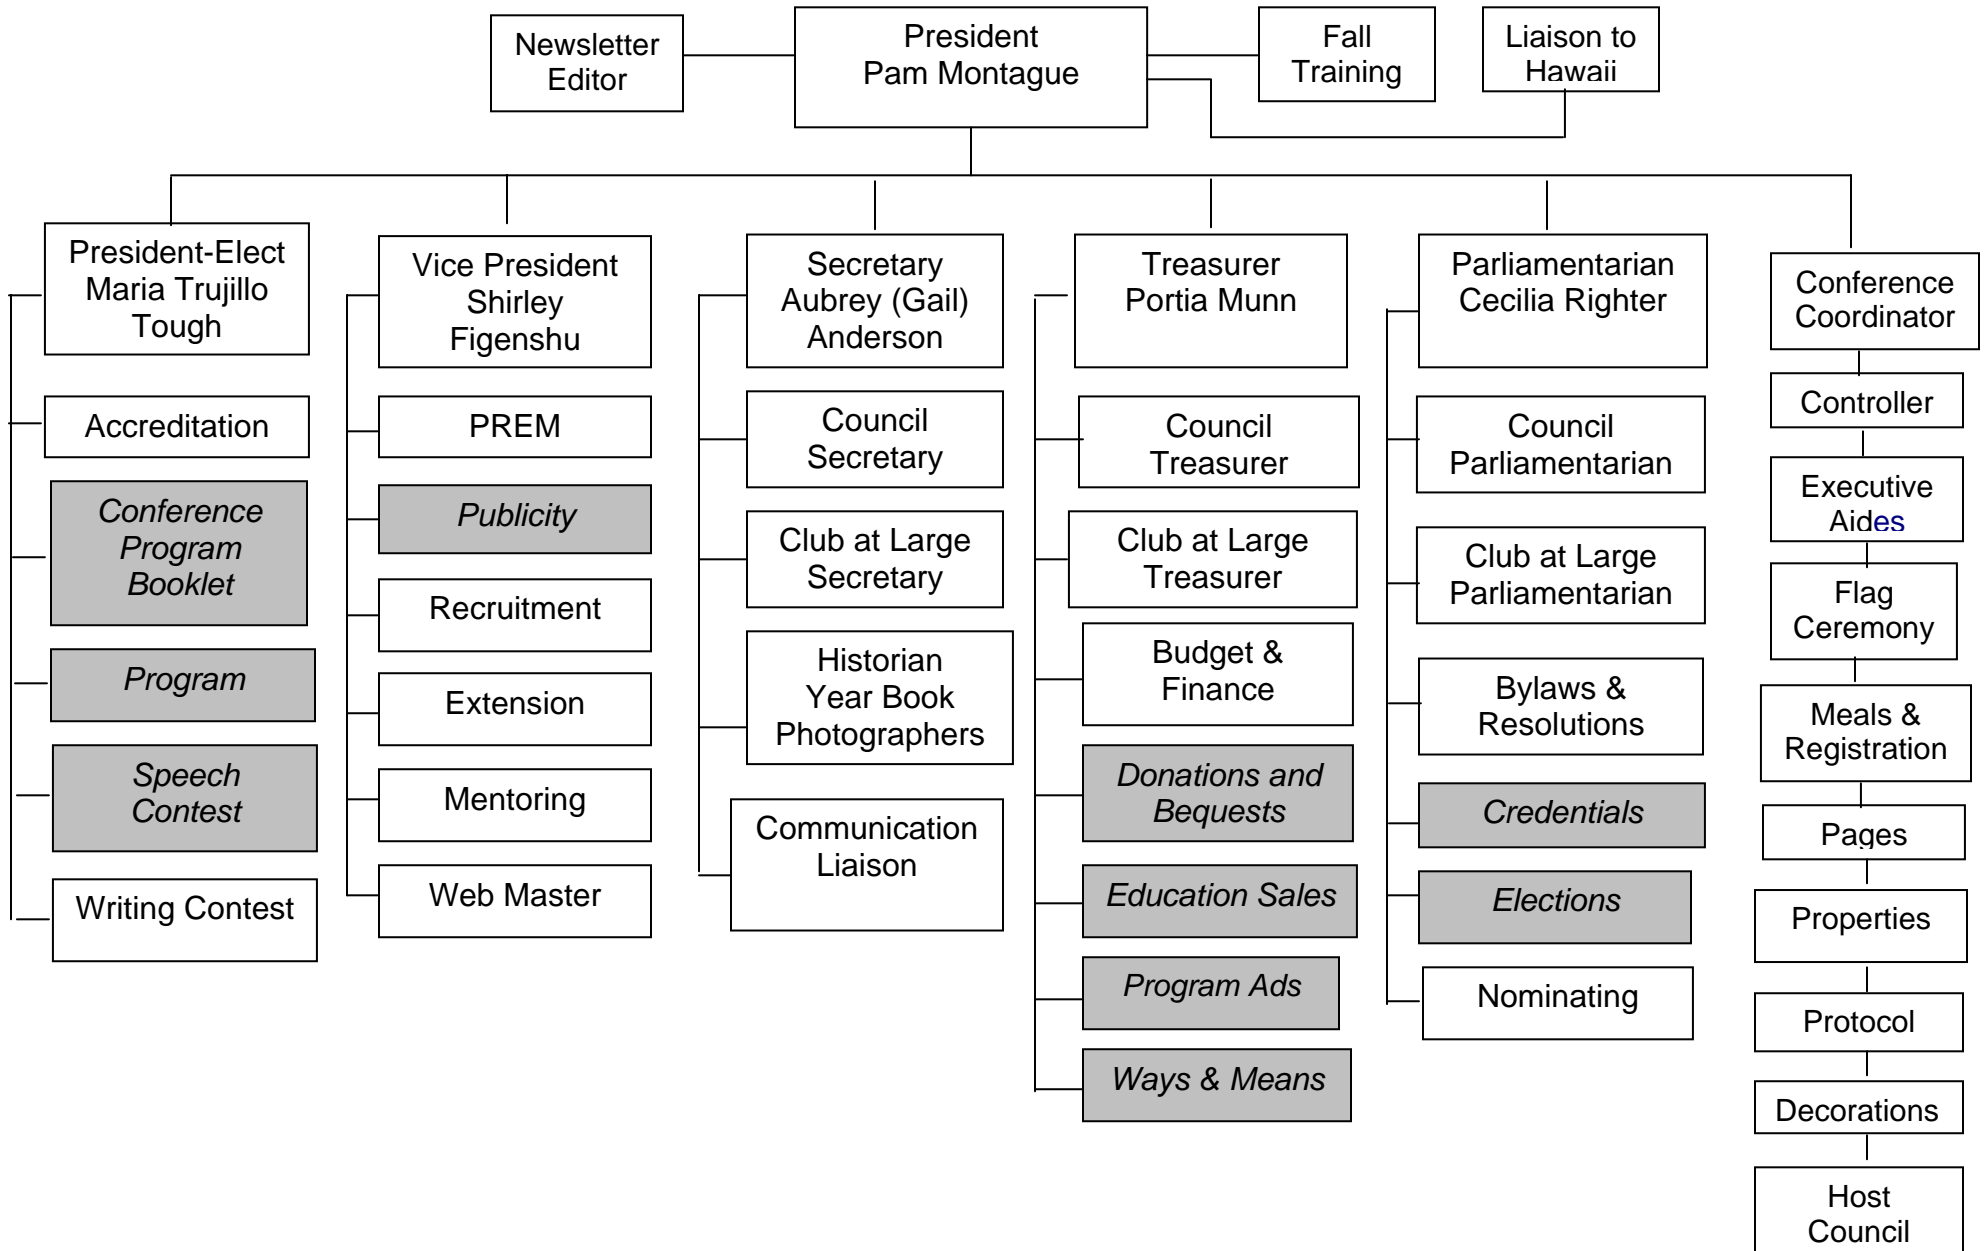 Newsletter
Editor
President
Pam Montague
Fall
Training
Liaison to
Hawaii
President-Elect
Maria Trujillo
Tough
Accreditation
Conference
Program
Booklet
Program
Speech
Contest
Writing Contest
Vice President
Shirley
Figenshu
PREM
Publicity
Recruitment
Extension
Mentoring
Web Master
Secretary
Aubrey (Gail)
Anderson
Council
Secretary
Club at Large
Secretary
Historian
Year Book
Photographers
Communication
Liaison
Treasurer
Portia Munn
Council
Treasurer
Club at Large
Treasurer
Budget &
Finance
Donations and
Bequests
Education Sales
Program Ads
Ways & Means
Parliamentarian
Cecilia Righter
Council
Parliamentarian
Club at Large
Parliamentarian
Bylaws &
Resolutions
Credentials
Elections
Nominating
Conference
Coordinator
Controller
Executive
Aides
Flag
Ceremony
Meals &
Registration
Pages
Properties
Protocol
Decorations
Host
Council